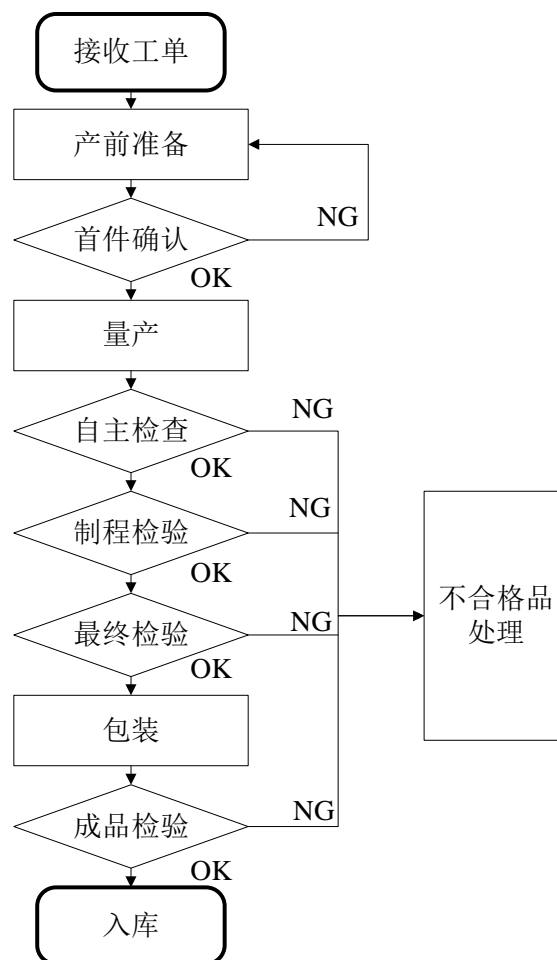 接收工单
产前准备
NG
首件确认
OK
量产
NG
自主检查
OK
NG
制程检验
OK
不合格品
处理
NG
最终检验
OK
包装
NG
成品检验
OK
入库